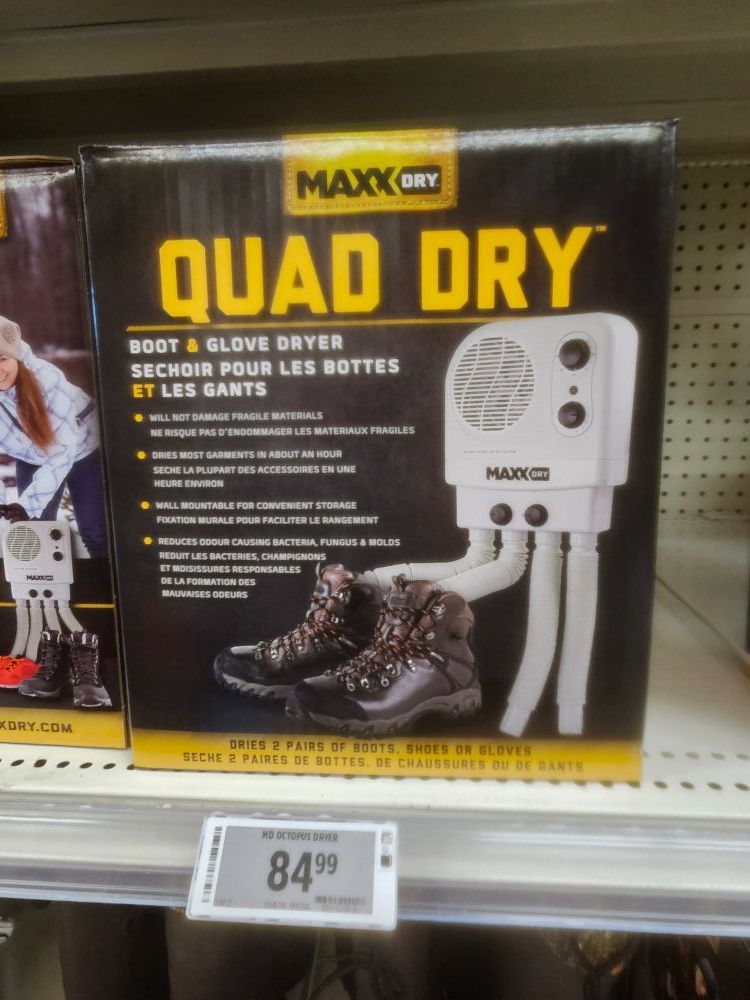 MAXX DRY
QUAD DRY™
BOOT & GLOVE DRYER
SECHOIR POUR LES BOTTES
ET LES GANTS
WILL NOT DAMAGE FRAGILE MATERIALS
NE RISQUE PAS D'ENDOMMAGER LES MATERIAUX FRAGILES
DRIES MOST GARMENTS IN ABOUT AN HOUR
SECHE LA PLUPART DES ACCESSOIRES EN UNE
HEURE ENVIRON
WALL MOUNTABLE FOR CONVENIENT STORAGE
FIXATION MURALE POUR FACILITER LE RANGEMENT
REDUCES ODOUR CAUSING BACTERIA, FUNGUS & MOLDS
REDUIT LES BACTERIES, CHAMPIGNONS
ET MOISISSURES RESPONSABLES
DE LA FORMATION DES
MAUVAISES ODEURS
MAXX DRY
DRIES 2 PAIRS OF BOOTS, SHOES OR GLOVES
SECHE 2 PAIRES DE BOTTES, DE CHAUSSURES OU DE GANTS
MAXX DRY
XDRY.COM
MD OCTOPUS DRYER
84.99